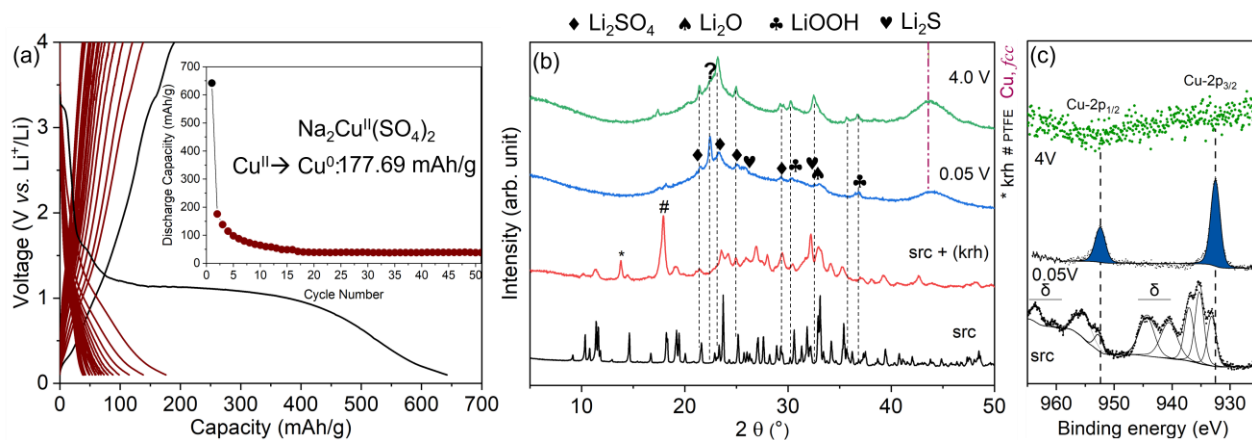 ♦ Li₂SO₄ ♠ Li₂O ♣ LiOOH ♥ Li₂S
(a)
Voltage (V vs. Li⁺/Li)
4
3
2
1
0
0 100 200 300 400 500 600 700
Capacity (mAh/g)
Discharge Capacity (mAh/g)
700
600
500
400
300
200
100
0
0 5 10 15 20 25 30 35 40 45 50
Cycle Number
Na₂Cuᴵᴵ(SO₄)₂
Cuᴵᴵ→ Cu⁰:177.69 mAh/g
(b)
Intensity (arb. unit)
?
4.0 V
♦ ♦ ♦ ♥ ♦ ♣ ♥ ♠ ♣
0.05 V
#
*
src + (krh)
src
10 20 30 40 50
2 θ (°)
* krh # PTFE Cu, fcc
(c)
Cu-2p₃/₂
Cu-2p₁/₂
4V
0.05V
δ δ
src
960 950 940 930
Binding energy (eV)